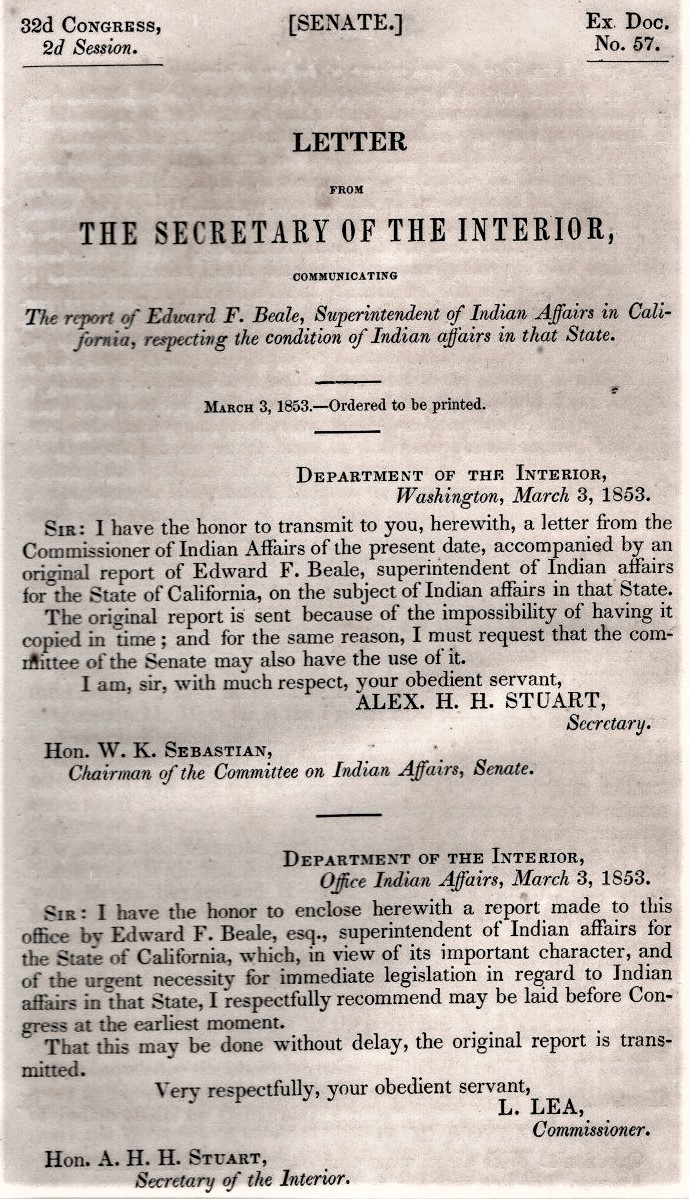 32d Congress, [SENATE.] Ex. Doc.
2d Session. No. 57.
LETTER
FROM
THE SECRETARY OF THE INTERIOR,
COMMUNICATING
The report of Edward F. Beale, Superintendent of Indian Affairs in Cali-
fornia, respecting the condition of Indian affairs in that State.
March 3, 1853.—Ordered to be printed.
Department of the Interior,
Washington, March 3, 1853.
Sir: I have the honor to transmit to you, herewith, a letter from the
Commissioner of Indian Affairs of the present date, accompanied by an
original report of Edward F. Beale, superintendent of Indian affairs
for the State of California, on the subject of Indian affairs in that State.
The original report is sent because of the impossibility of having it
copied in time; and for the same reason, I must request that the com-
mittee of the Senate may also have the use of it.
I am, sir, with much respect, your obedient servant,
ALEX. H. H. STUART,
Secretary.
Hon. W. K. Sebastian,
Chairman of the Committee on Indian Affairs, Senate.
Department of the Interior,
Office Indian Affairs, March 3, 1853.
Sir: I have the honor to enclose herewith a report made to this
office by Edward F. Beale, esq., superintendent of Indian affairs for
the State of California, which, in view of its important character, and
of the urgent necessity for immediate legislation in regard to Indian
affairs in that State, I respectfully recommend may be laid before Con-
gress at the earliest moment.
That this may be done without delay, the original report is trans-
mitted.
Very respectfully, your obedient servant,
L. LEA,
Commissioner.
Hon. A. H. H. Stuart,
Secretary of the Interior.